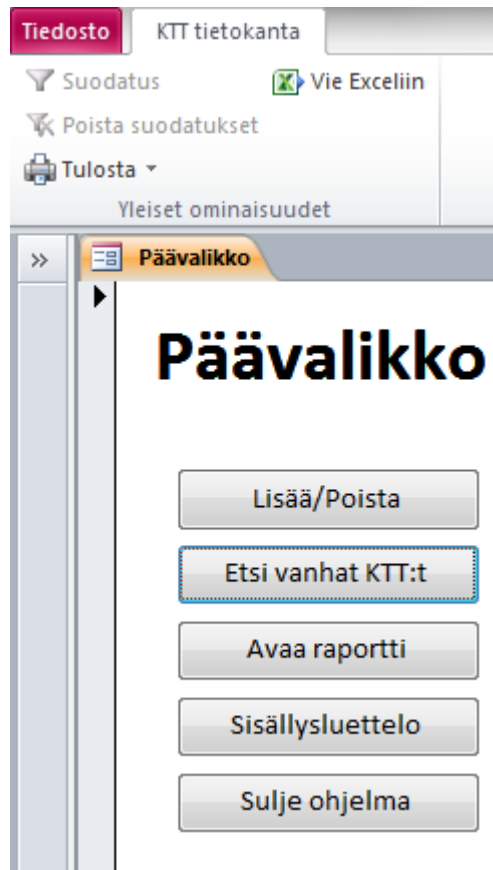 Tiedosto KTT tietokanta
Suodatus Vie Exceliin
Poista suodatukset
Tulosta
Yleiset ominaisuudet
Päävalikko
Päävalikko
Lisää/Poista
Etsi vanhat KTT:t
Avaa raportti
Sisällysluettelo
Sulje ohjelma